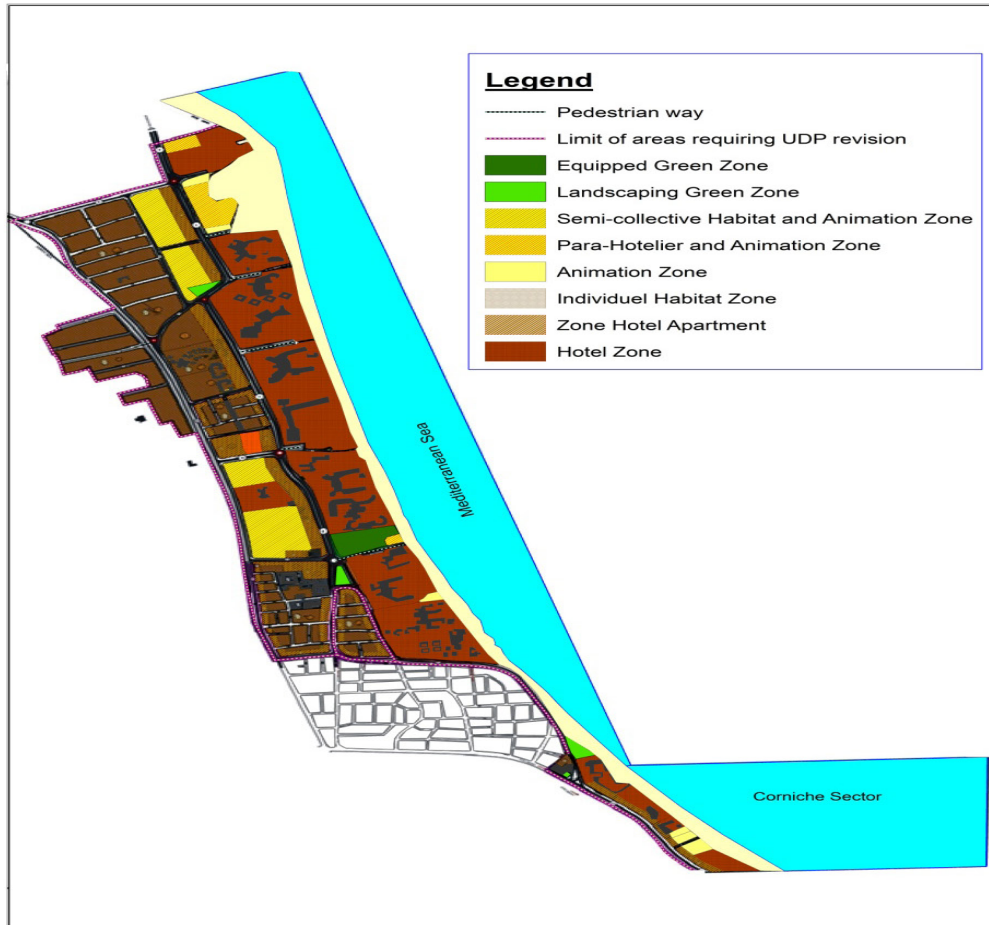 Legend
Pedestrian way
Limit of areas requiring UDP revision
Equipped Green Zone
Landscaping Green Zone
Semi-collective Habitat and Animation Zone
Para-Hotelier and Animation Zone
Animation Zone
Individuel Habitat Zone
Zone Hotel Apartment
Hotel Zone
Mediterranean Sea
Corniche Sector